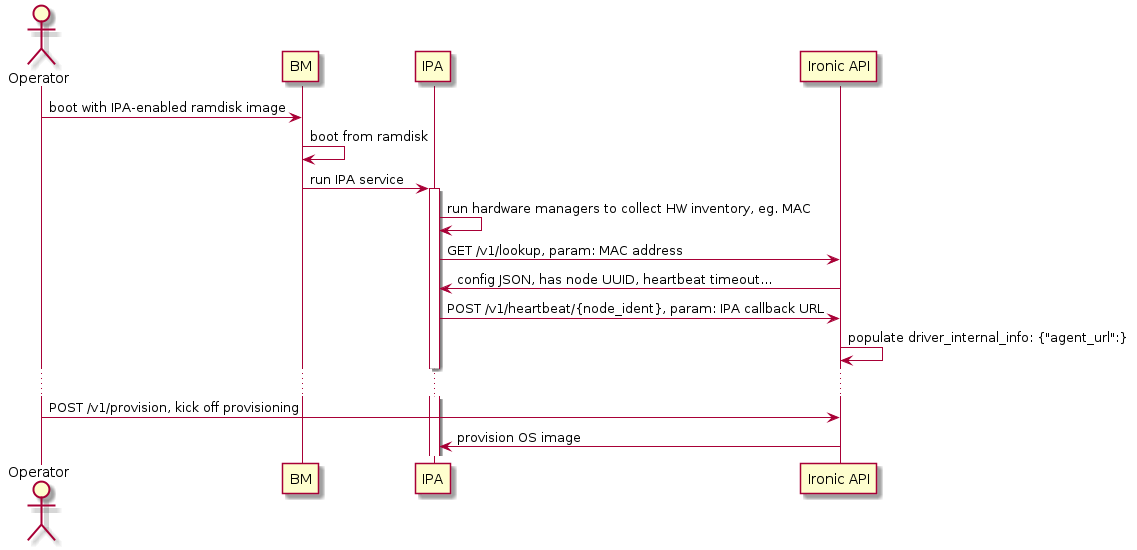 Operator
BM
IPA
Ironic API
boot with IPA-enabled ramdisk image
boot from ramdisk
run IPA service
run hardware managers to collect HW inventory, eg. MAC
GET /v1/lookup, param: MAC address
config JSON, has node UUID, heartbeat timeout...
POST /v1/heartbeat/{node_ident}, param: IPA callback URL
populate driver_internal_info: {"agent_url":}
POST /v1/provision, kick off provisioning
provision OS image
Operator
BM
IPA
Ironic API